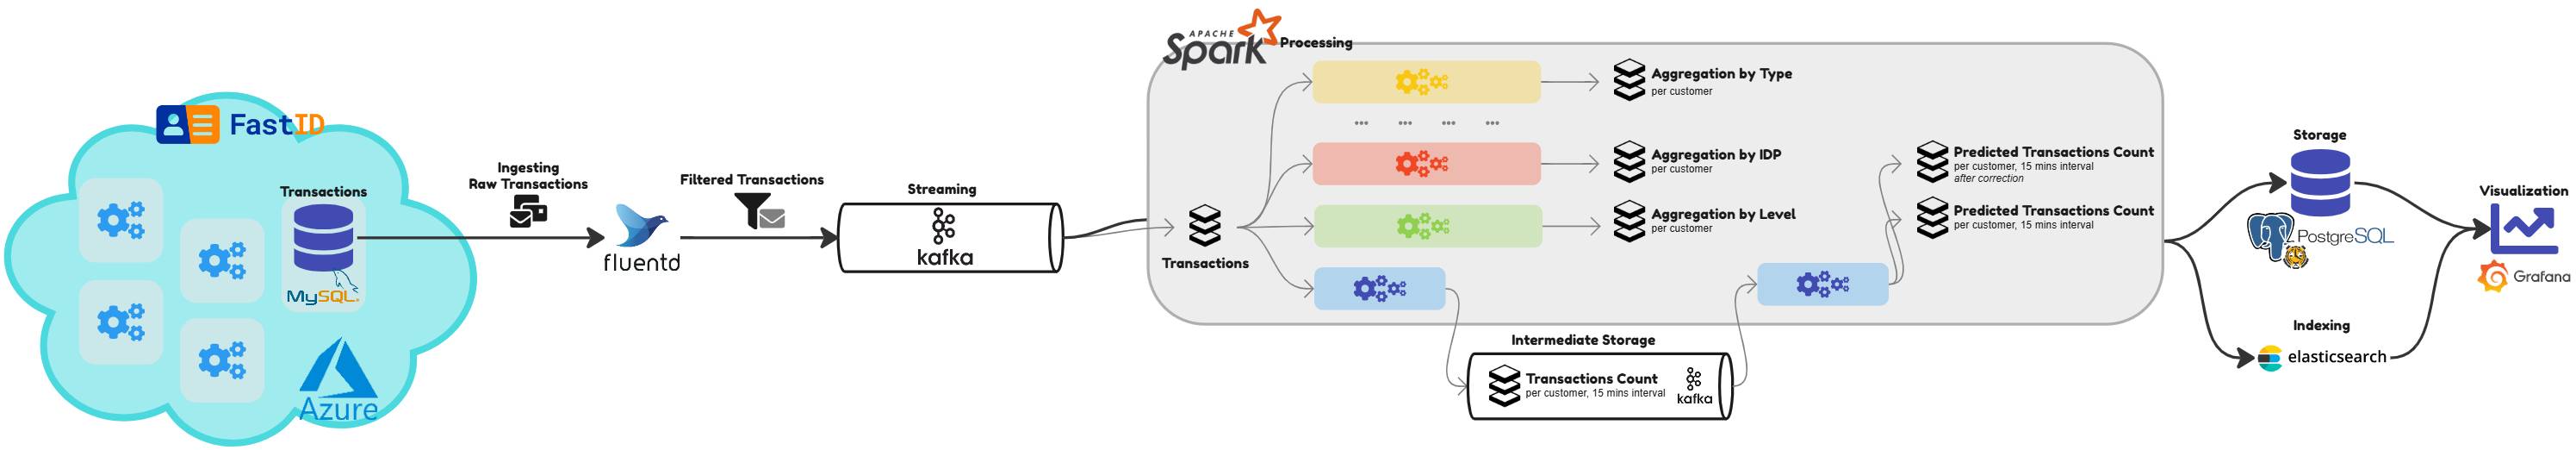 FastID
Transactions
MySQL
Azure
Ingesting
Raw Transactions
fluentd
Filtered Transactions
Streaming
kafka
APACHE
Spark
Processing
Transactions
Aggregation by Type
per customer
... ... ... ...
Aggregation by IDP
per customer
Aggregation by Level
per customer
Intermediate Storage
Transactions Count
per customer, 15 mins interval
kafka
Predicted Transactions Count
per customer, 15 mins interval
after correction
Predicted Transactions Count
per customer, 15 mins interval
Storage
PostgreSQL
Indexing
elasticsearch
Visualization
Grafana